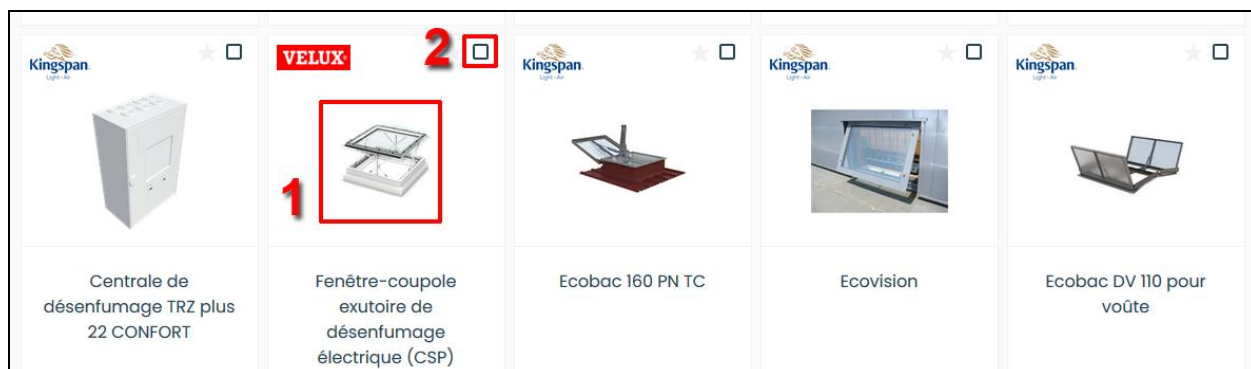 Kingspan.
Light + Air
VELUX
2
Kingspan.
Light + Air
Kingspan.
Light + Air
Kingspan.
Light + Air
1
Centrale de
désenfumage TRZ plus
22 CONFORT
Fenêtre-coupole
exutoire de
désenfumage
électrique (CSP)
Ecobac 160 PN TC
Ecovision
Ecobac DV 110 pour
voûte